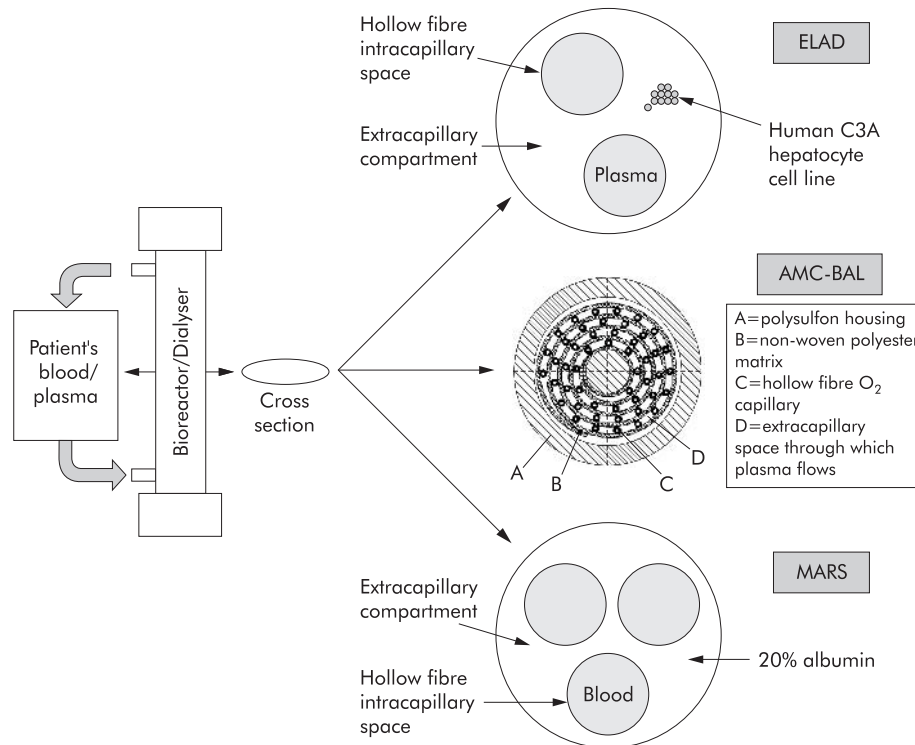 Hollow fibre
intracapillary
space
ELAD
Extracapillary
compartment
Human C3A
hepatocyte
cell line
Plasma
Patient's
blood/
plasma
Bioreactor/Dialyser
Cross
section
AMC-BAL
A=polysulfon housing
B=non-woven polyester
matrix
C=hollow fibre O₂
capillary
D=extracapillary
space through which
plasma flows
A
B
C
D
MARS
Extracapillary
compartment
20% albumin
Hollow fibre
intracapillary
space
Blood